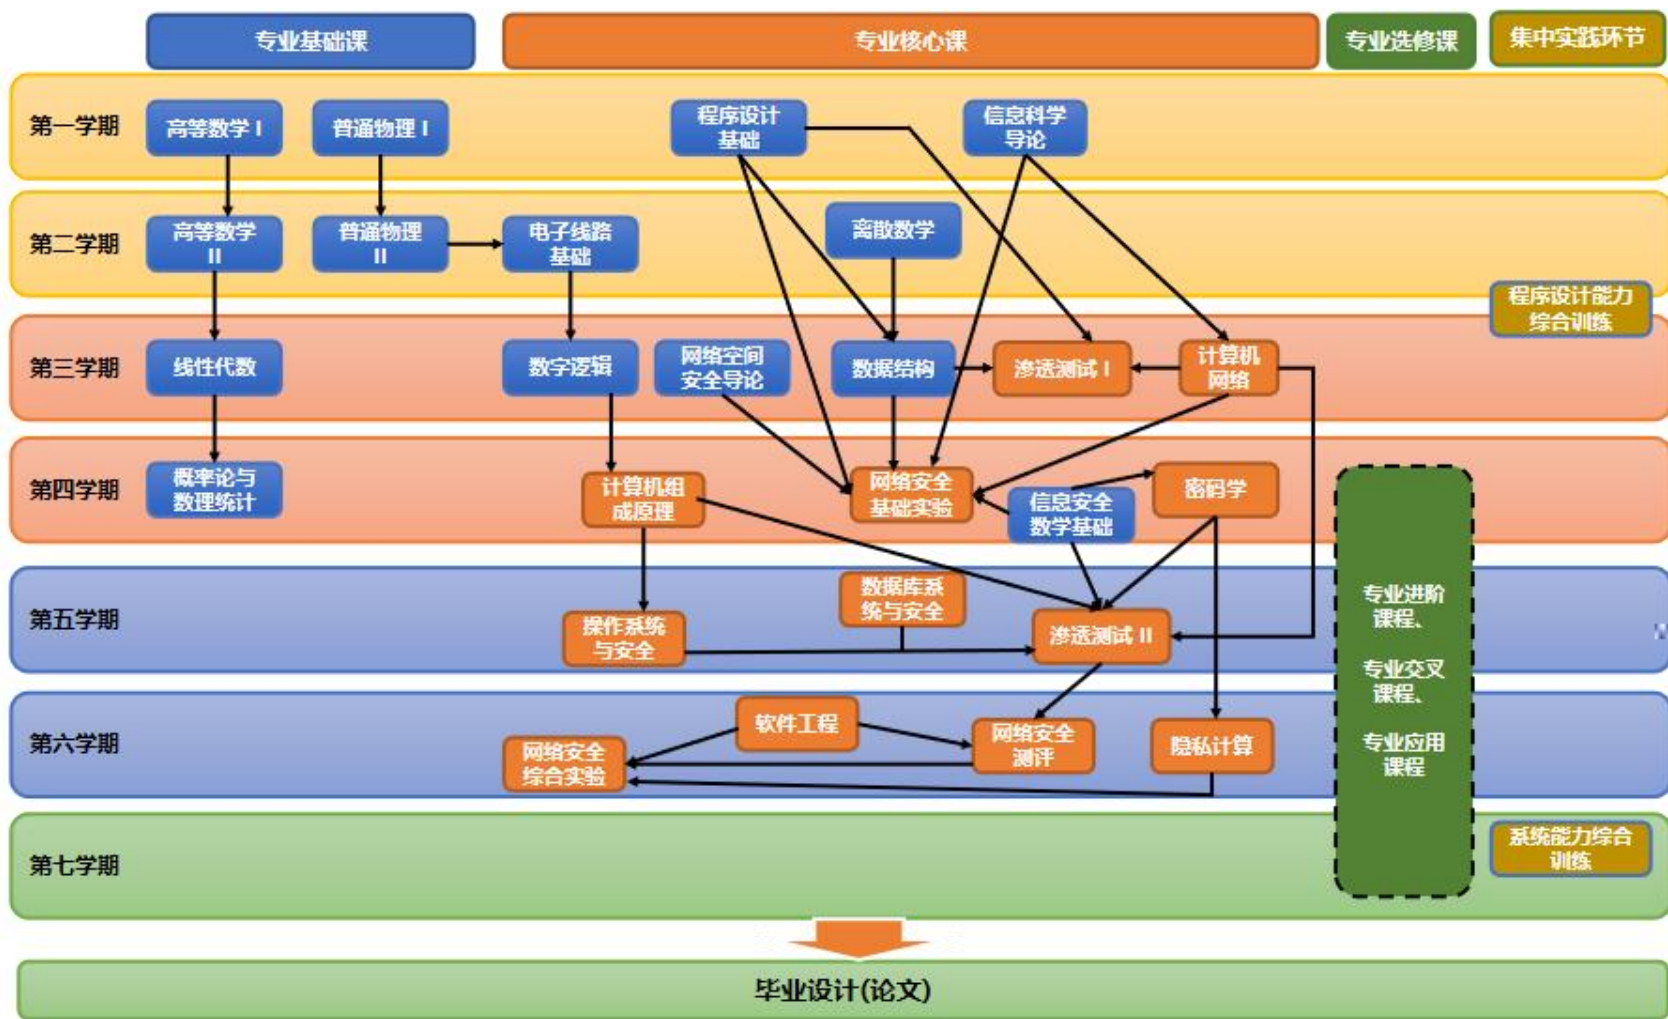 专业基础课
专业核心课
专业选修课
集中实践环节
第一学期
高等数学 I
普通物理 I
程序设计
基础
信息科学
导论
第二学期
高等数学
II
普通物理
II
电子线路
基础
离散数学
程序设计能力
综合训练
第三学期
线性代数
数字逻辑
网络空间
安全导论
数据结构
渗透测试 I
计算机
网络
第四学期
概率论与
数理统计
计算机组
成原理
网络安全
基础实验
信息安全
数学基础
密码学
第五学期
操作系统
与安全
数据库系
统与安全
渗透测试 II
专业进阶
课程、
专业交叉
课程、
专业应用
课程
第六学期
网络安全
综合实验
软件工程
网络安全
测评
隐私计算
第七学期
系统能力综合
训练
毕业设计(论文)